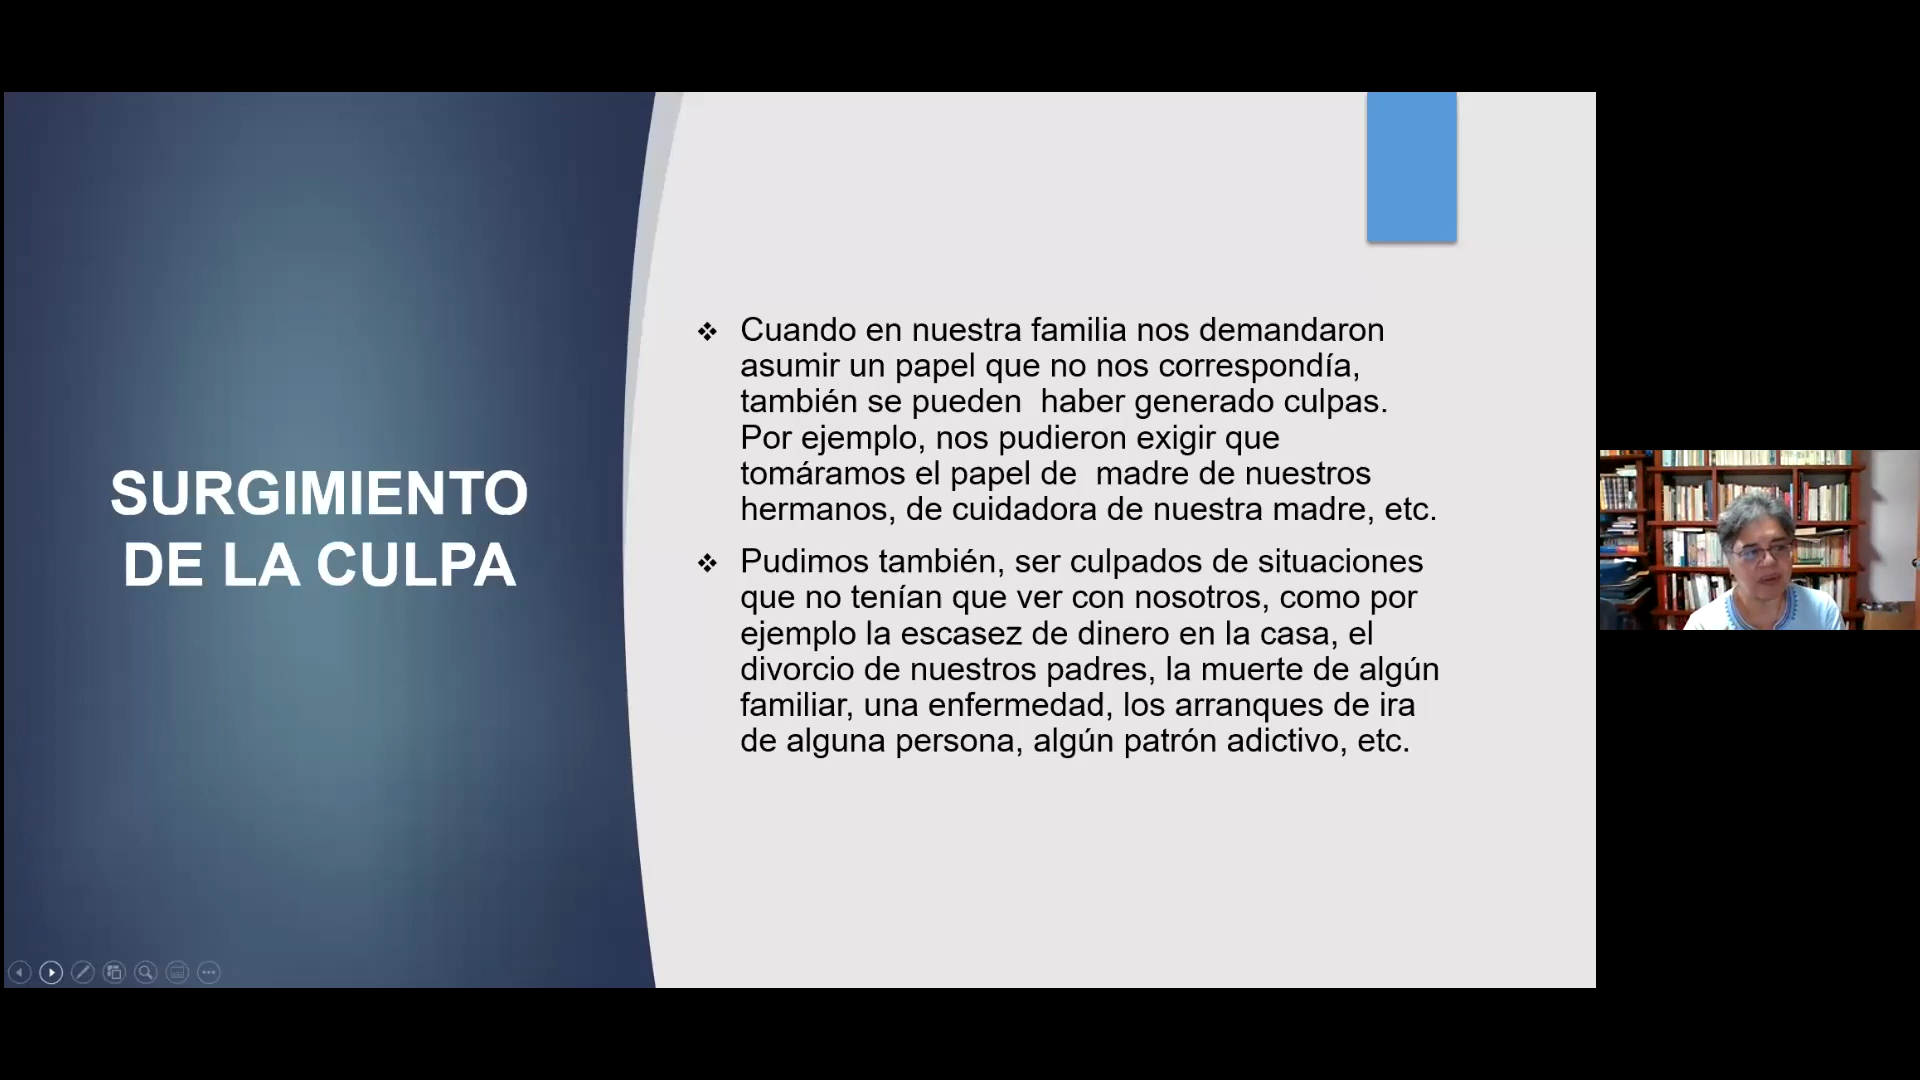 SURGIMIENTO
DE LA CULPA
Cuando en nuestra familia nos demandaron
asumir un papel que no nos correspondía,
también se pueden  haber generado culpas.
Por ejemplo, nos pudieron exigir que
tomáramos el papel de  madre de nuestros
hermanos, de cuidadora de nuestra madre, etc.
Pudimos también, ser culpados de situaciones
que no tenían que ver con nosotros, como por
ejemplo la escasez de dinero en la casa, el
divorcio de nuestros padres, la muerte de algún
familiar, una enfermedad, los arranques de ira
de alguna persona, algún patrón adictivo, etc.